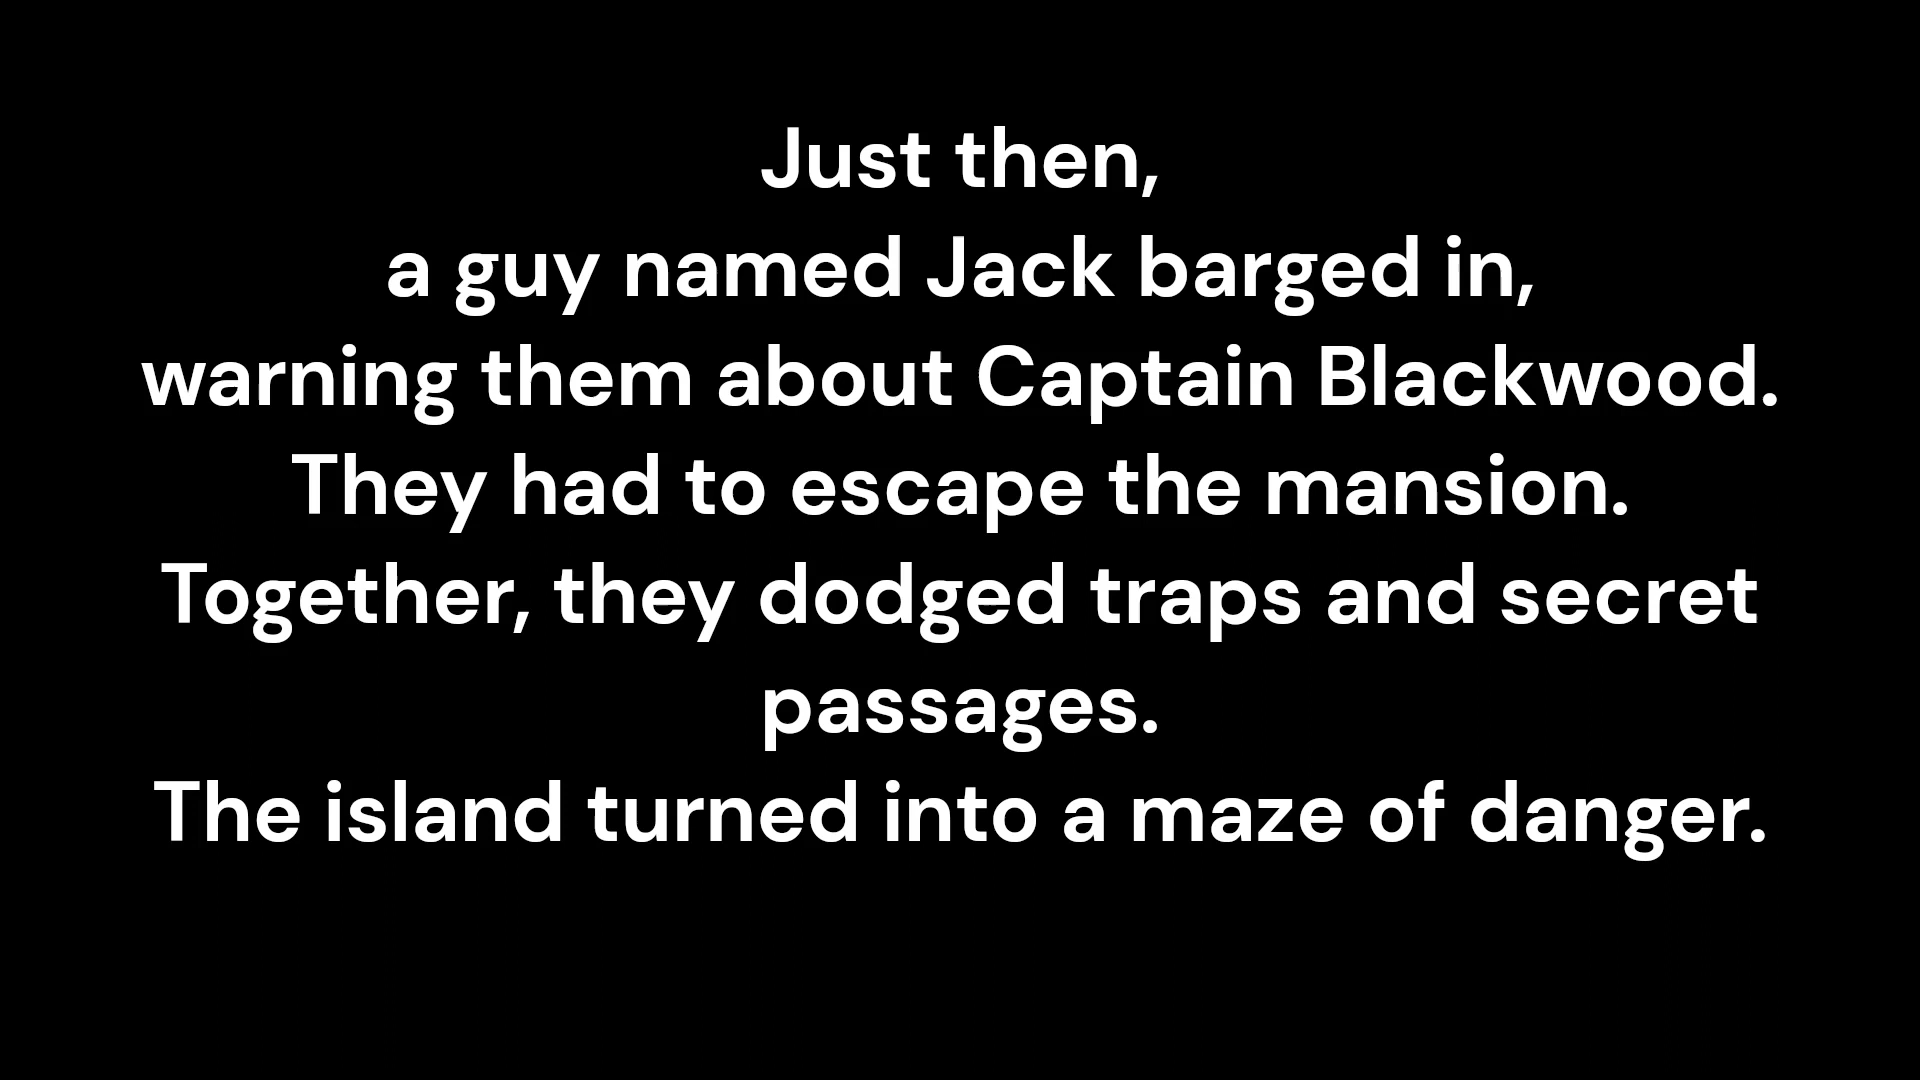 Just then,
a guy named Jack barged in,
warning them about Captain Blackwood.
They had to escape the mansion.
Together, they dodged traps and secret
passages.
The island turned into a maze of danger.